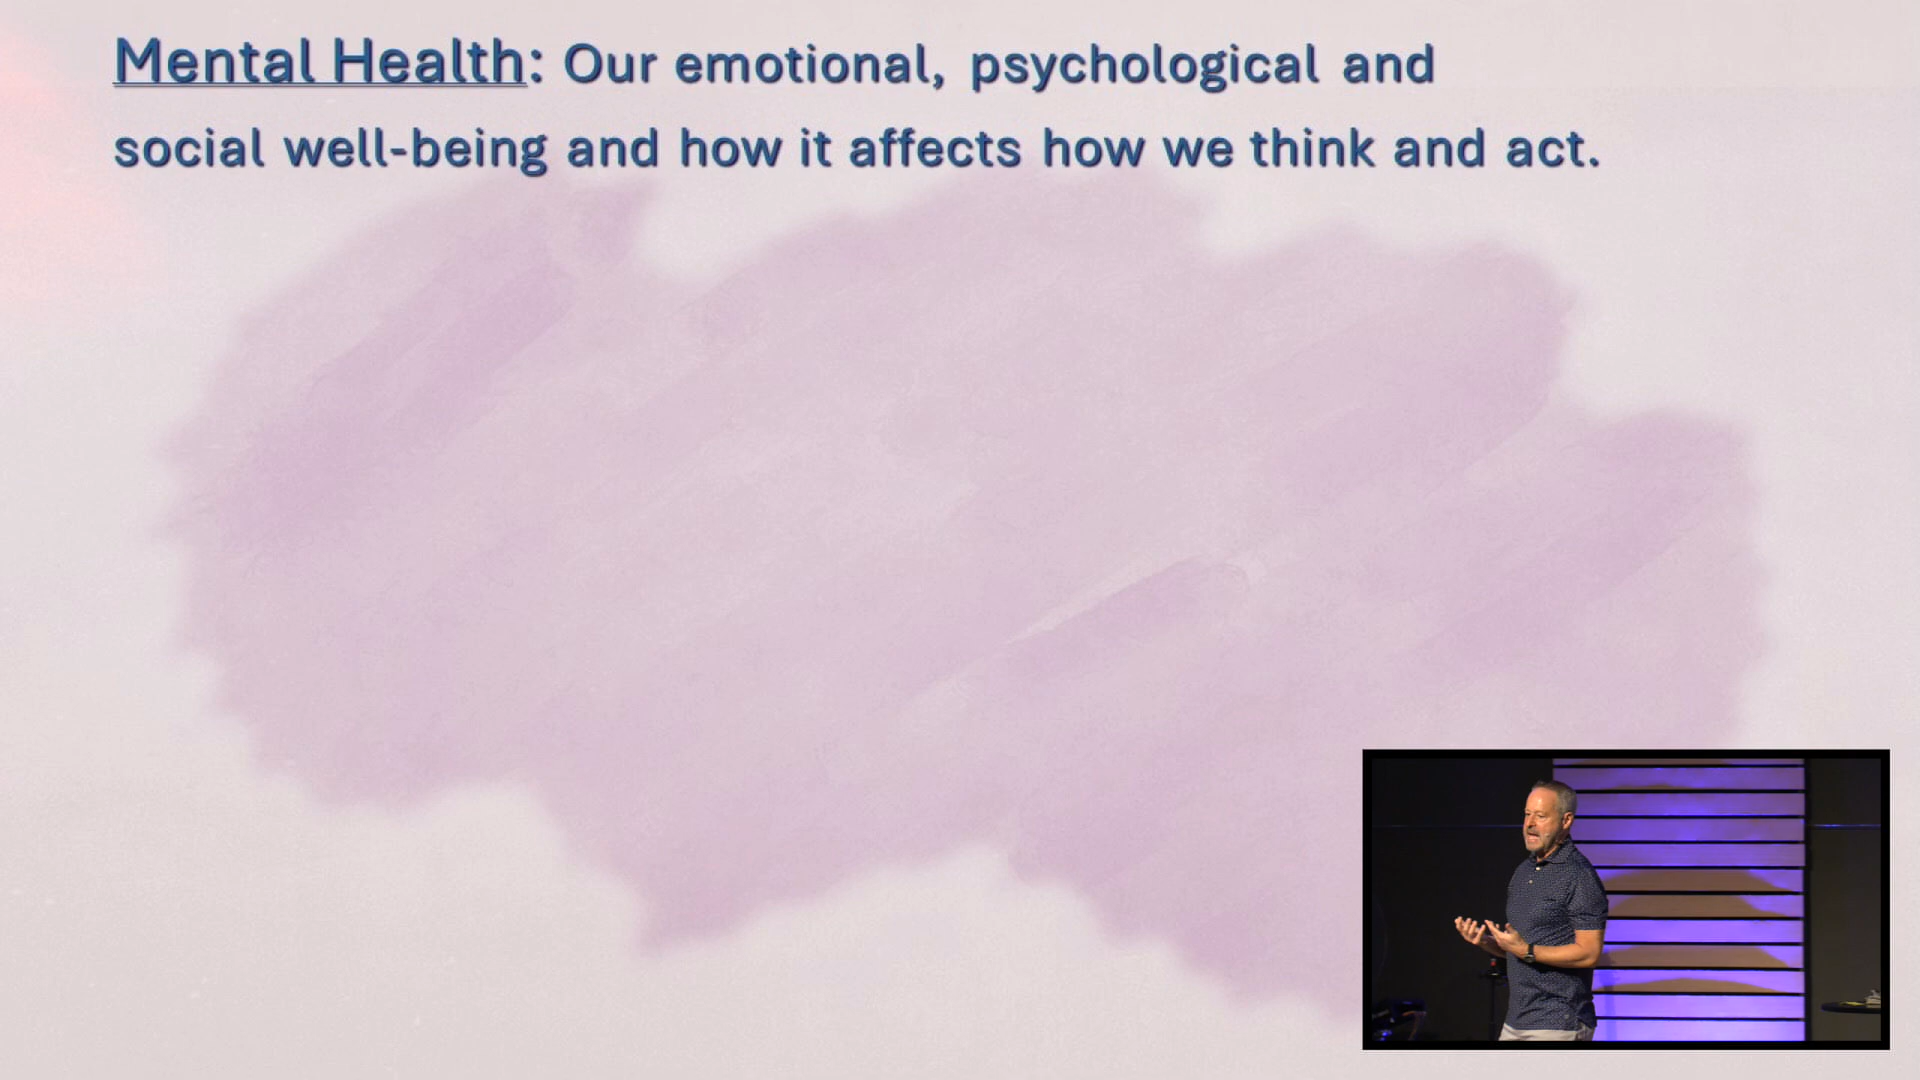 Mental Health: Our emotional, psychological and
social well-being and how it affects how we think and act.